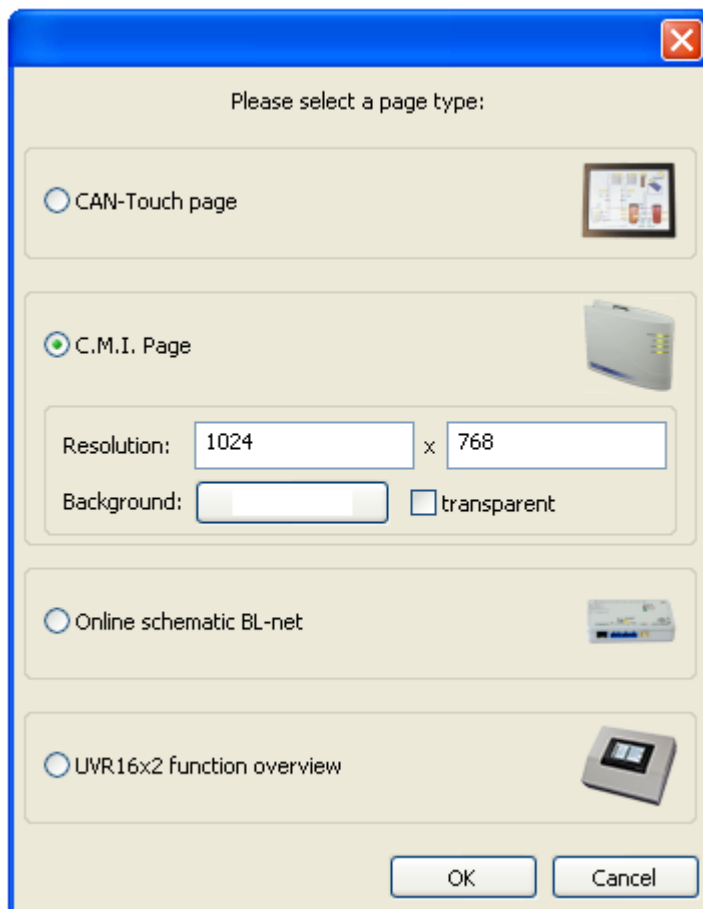 Please select a page type:
CAN-Touch page
C.M.I. Page
Resolution: 1024 x 768
Background: transparent
Online schematic BL-net
UVR16x2 function overview
OK Cancel